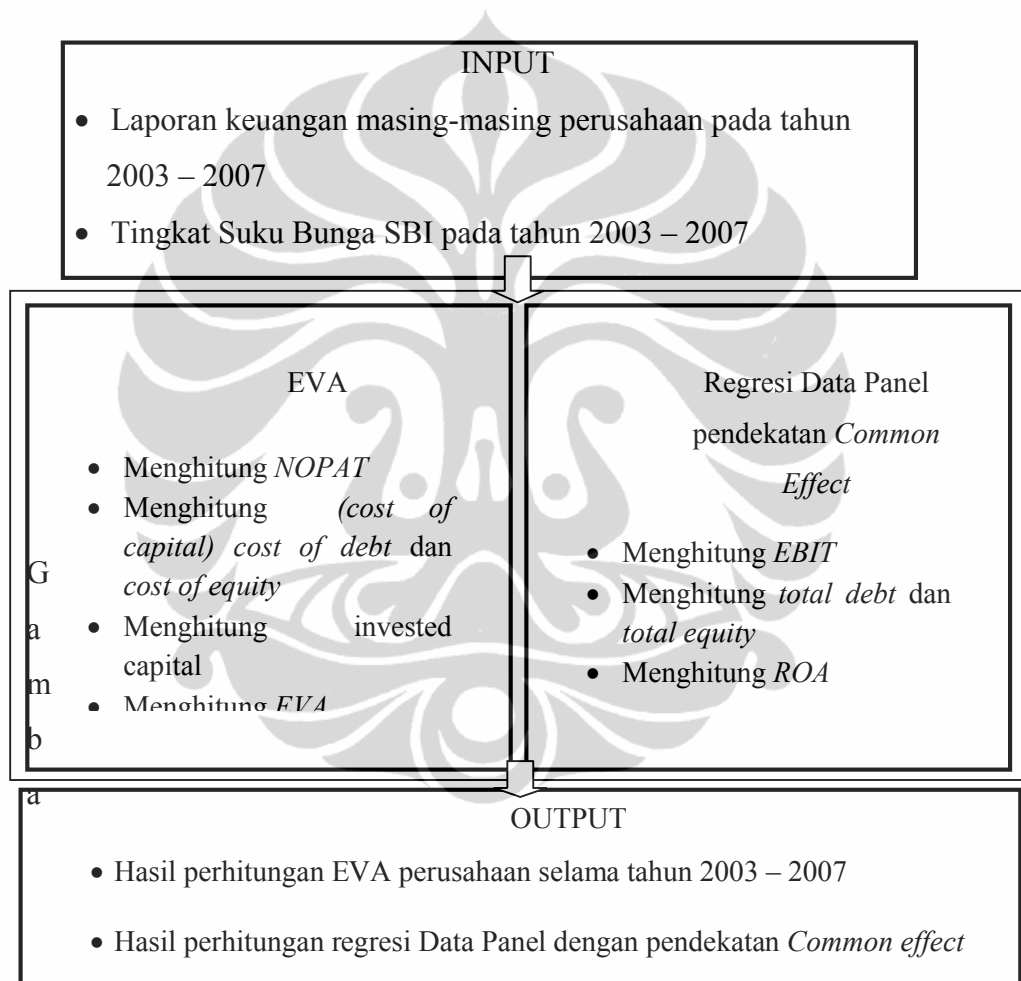 INPUT
• Laporan keuangan masing-masing perusahaan pada tahun
2003 – 2007
• Tingkat Suku Bunga SBI pada tahun 2003 – 2007
EVA
• Menghitung NOPAT
• Menghitung (cost of
capital) cost of debt dan
cost of equity
• Menghitung invested
capital
• Menghitung EVA
Regresi Data Panel
pendekatan Common
Effect
• Menghitung EBIT
• Menghitung total debt dan
total equity
• Menghitung ROA
G
a
m
b
a
OUTPUT
• Hasil perhitungan EVA perusahaan selama tahun 2003 – 2007
• Hasil perhitungan regresi Data Panel dengan pendekatan Common effect